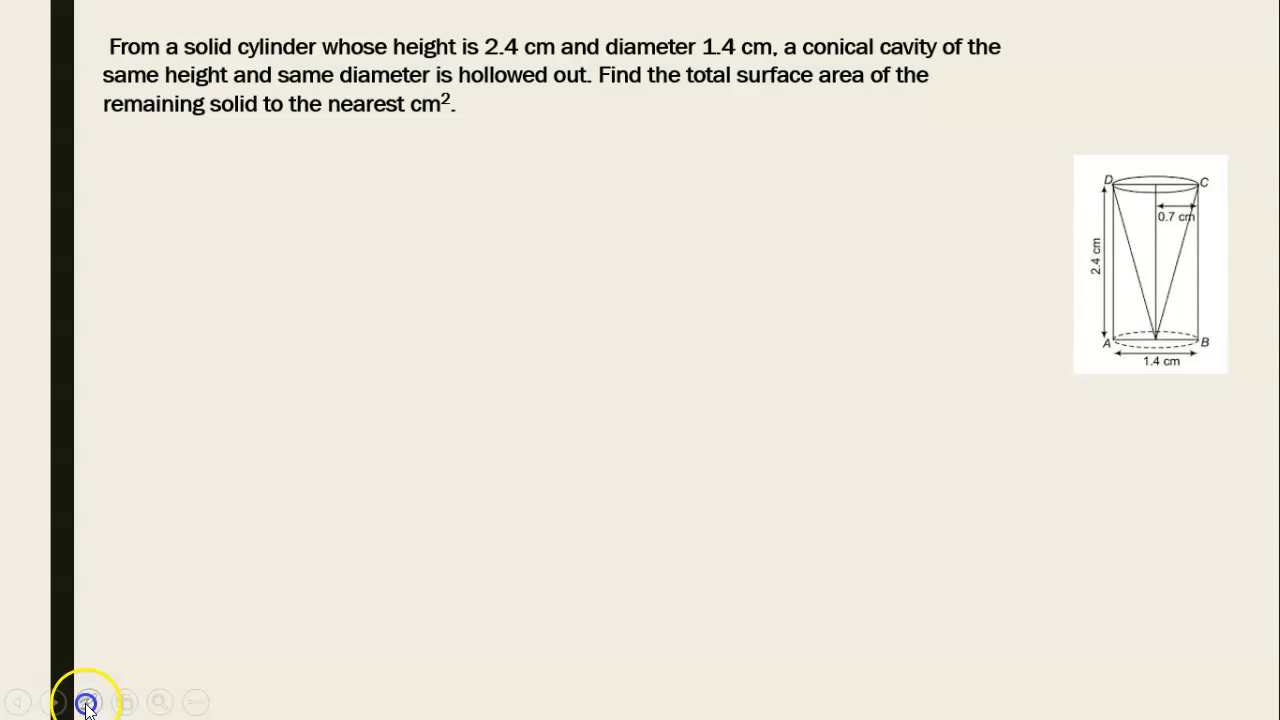 From a solid cylinder whose height is 2.4 cm and diameter 1.4 cm, a conical cavity of the
same height and same diameter is hollowed out. Find the total surface area of the
remaining solid to the nearest cm².
D
C
0.7 cm
2.4 cm
A
B
1.4 cm